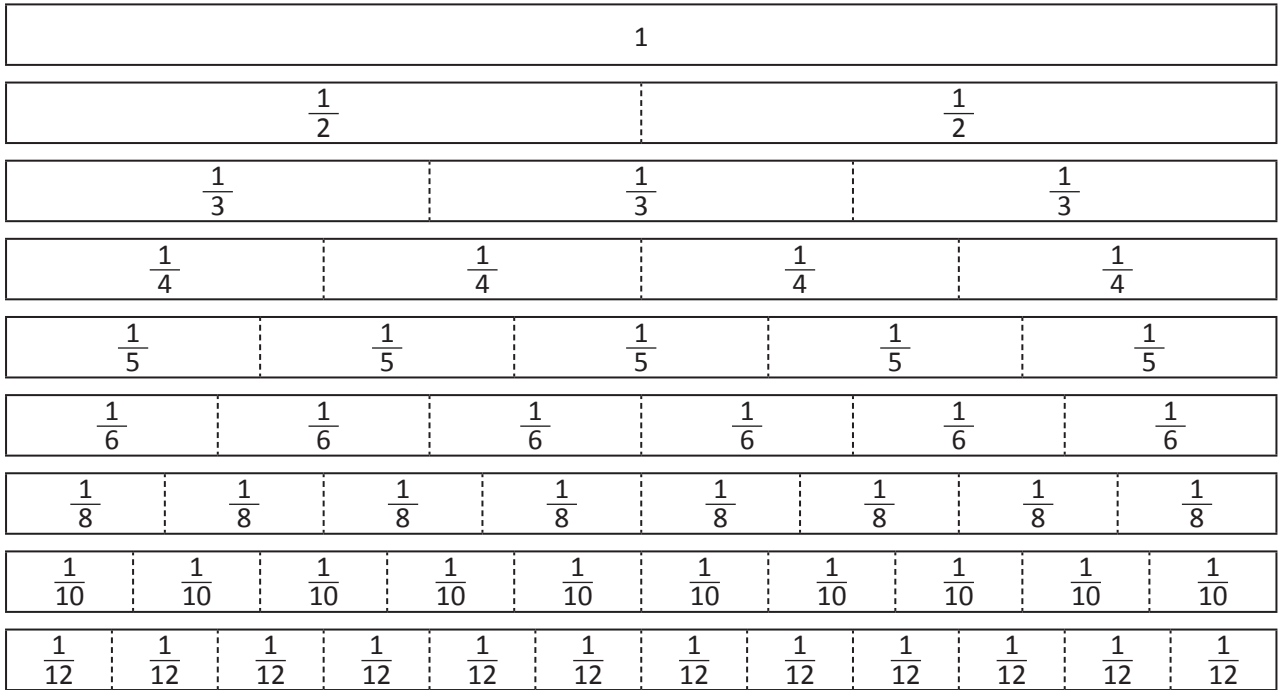 1
1/2 1/2
1/3 1/3 1/3
1/4 1/4 1/4 1/4
1/5 1/5 1/5 1/5 1/5
1/6 1/6 1/6 1/6 1/6 1/6
1/8 1/8 1/8 1/8 1/8 1/8 1/8 1/8
1/10 1/10 1/10 1/10 1/10 1/10 1/10 1/10 1/10 1/10
1/12 1/12 1/12 1/12 1/12 1/12 1/12 1/12 1/12 1/12 1/12 1/12